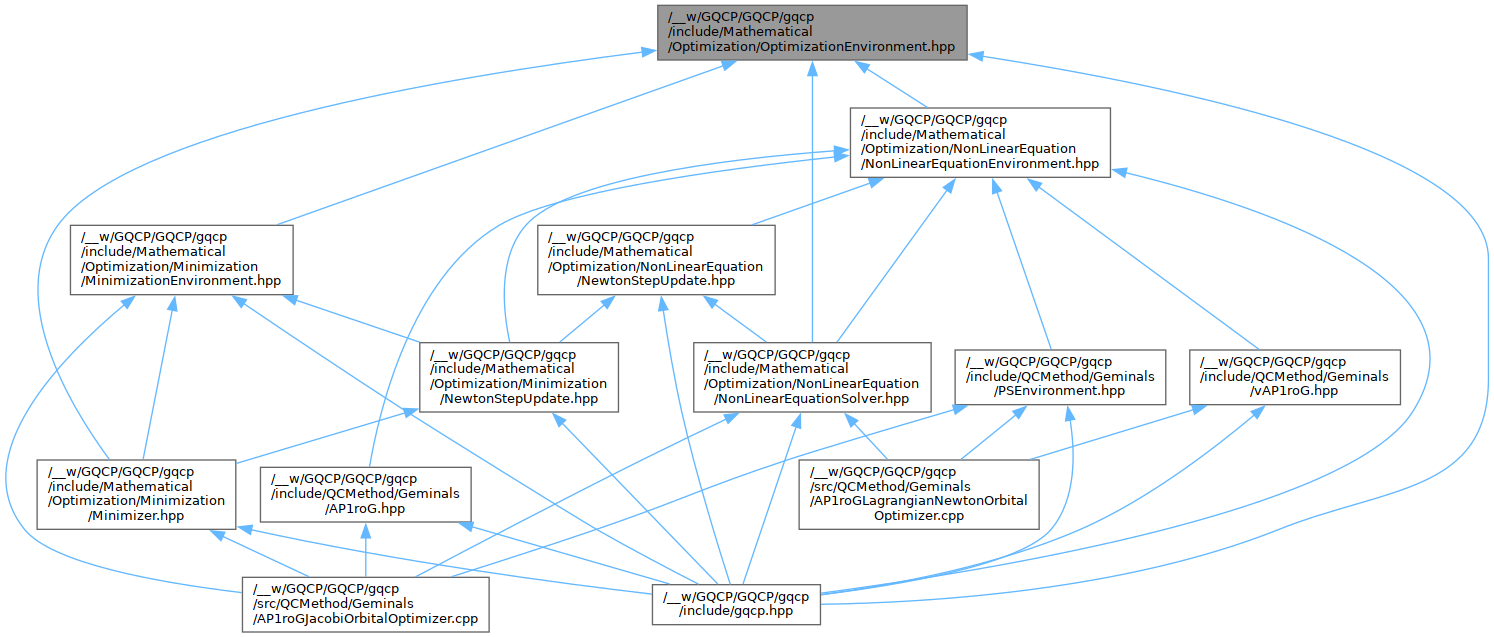 /__w/GQCP/GQCP/gqcp
/include/Mathematical
/Optimization/OptimizationEnvironment.hpp
/__w/GQCP/GQCP/gqcp
/include/Mathematical
/Optimization/NonLinearEquation
/NonLinearEquationEnvironment.hpp
/__w/GQCP/GQCP/gqcp
/include/Mathematical
/Optimization/Minimization
/MinimizationEnvironment.hpp
/__w/GQCP/GQCP/gqcp
/include/Mathematical
/Optimization/NonLinearEquation
/NewtonStepUpdate.hpp
/__w/GQCP/GQCP/gqcp
/include/Mathematical
/Optimization/Minimization
/NewtonStepUpdate.hpp
/__w/GQCP/GQCP/gqcp
/include/Mathematical
/Optimization/NonLinearEquation
/NonLinearEquationSolver.hpp
/__w/GQCP/GQCP/gqcp
/include/QCMethod/Geminals
/PSEnvironment.hpp
/__w/GQCP/GQCP/gqcp
/include/QCMethod/Geminals
/vAP1roG.hpp
/__w/GQCP/GQCP/gqcp
/include/Mathematical
/Optimization/Minimization
/Minimizer.hpp
/__w/GQCP/GQCP/gqcp
/include/QCMethod/Geminals
/AP1roG.hpp
/__w/GQCP/GQCP/gqcp
/src/QCMethod/Geminals
/AP1roGLagrangianNewtonOrbital
Optimizer.cpp
/__w/GQCP/GQCP/gqcp
/src/QCMethod/Geminals
/AP1roGJacobiOrbitalOptimizer.cpp
/__w/GQCP/GQCP/gqcp
/include/gqcp.hpp